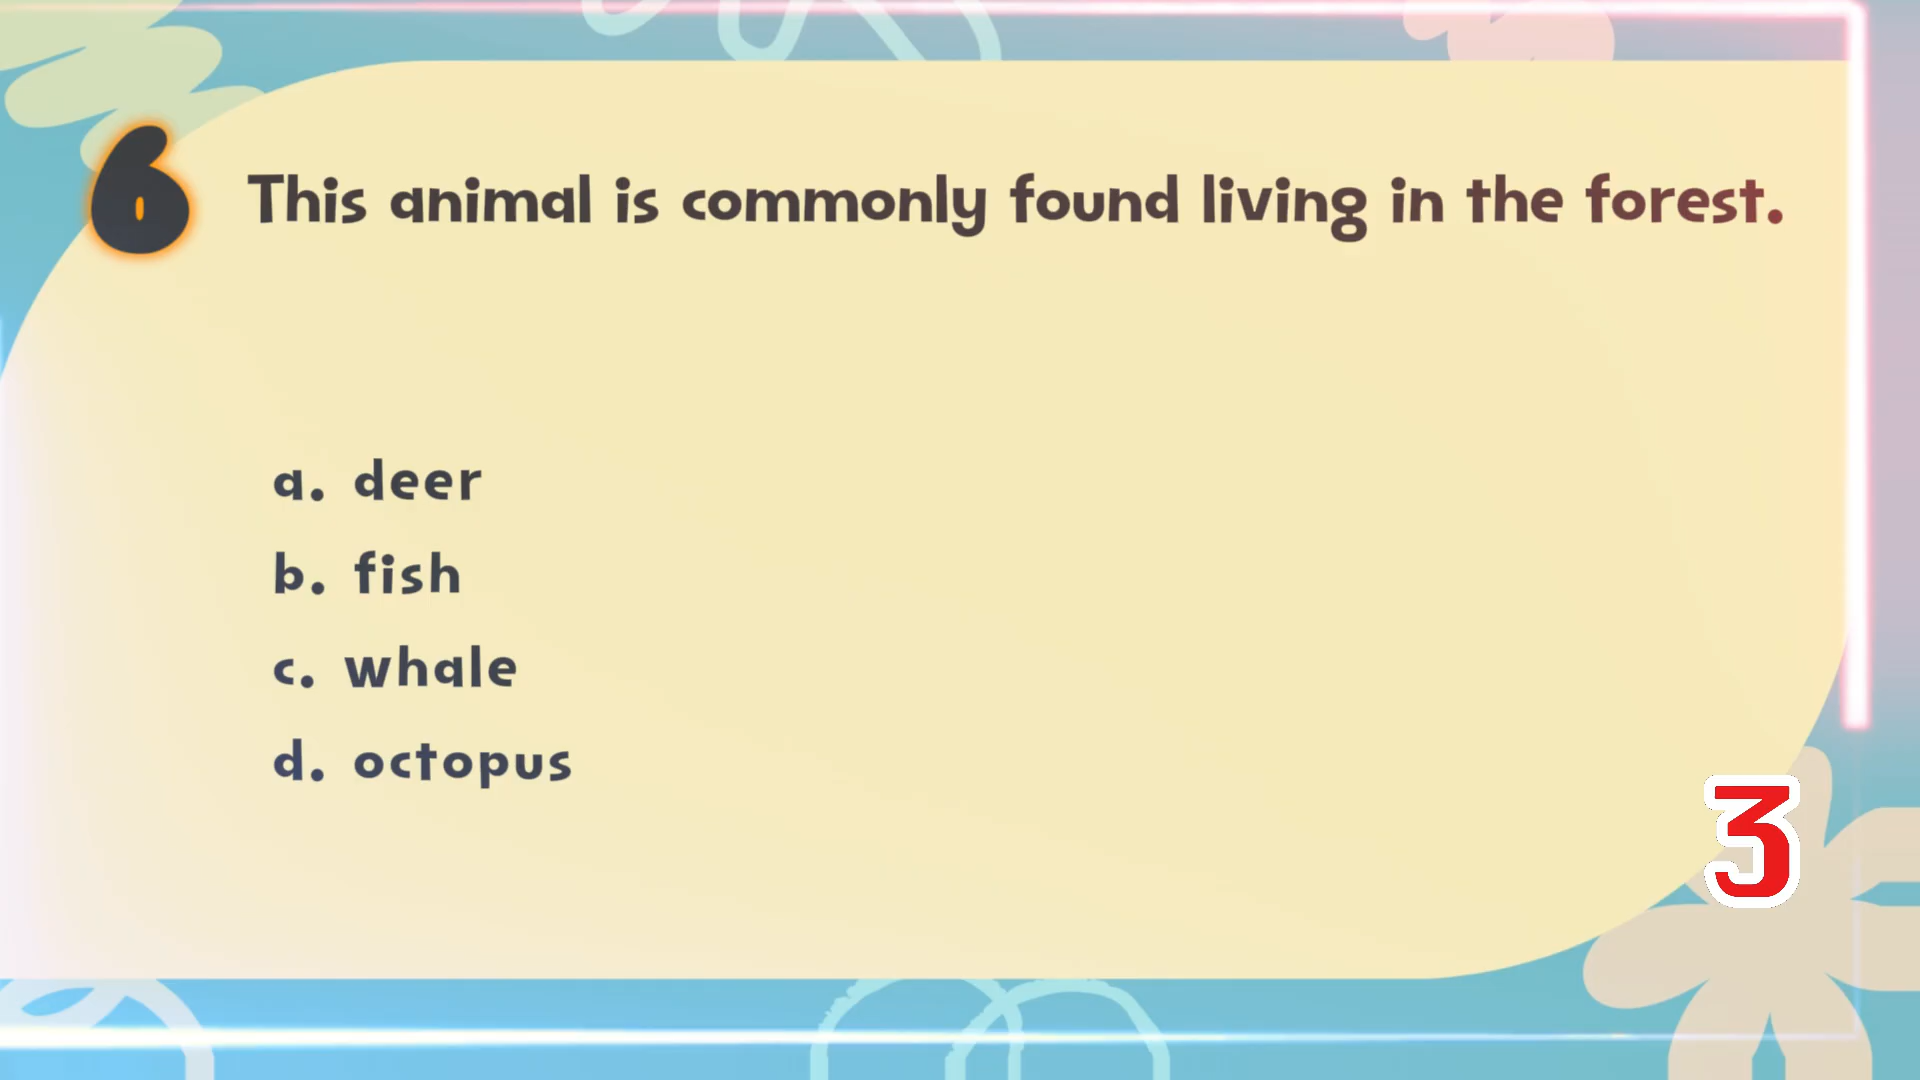 6
This animal is commonly found living in the forest.
a. deer
b. fish
c. whale
d. octopus
3